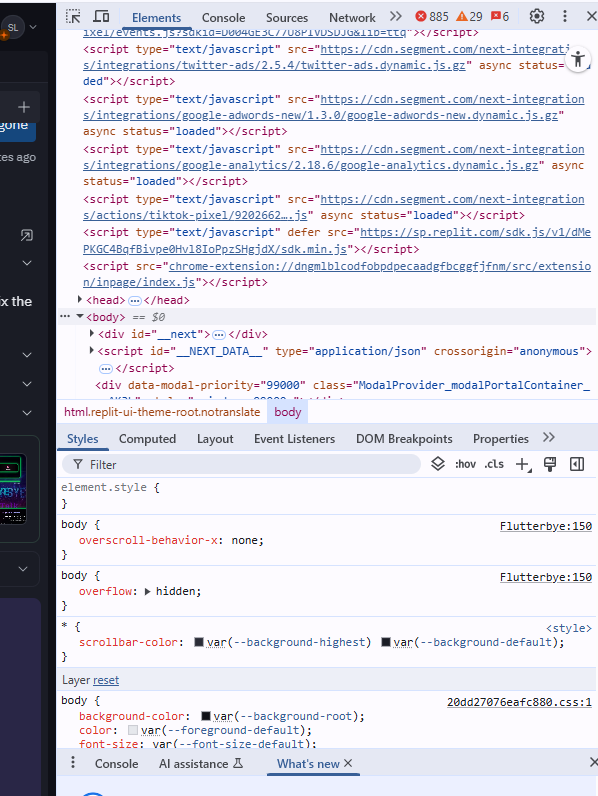 SL
Elements
Console
Sources
Network
885
29
6
ixel/events.js?sdkid=D004GE3C77U8P1VDSDJG&lib=ttq"></script>
<script type="text/javascript" src="https://cdn.segment.com/next-integration
s/integrations/twitter-ads/2.5.4/twitter-ads.dynamic.js.gz" async status="
ded"></script>
<script type="text/javascript" src="https://cdn.segment.com/next-integration
s/integrations/google-adwords-new/1.3.0/google-adwords-new.dynamic.js.gz"
async status="loaded"></script>
<script type="text/javascript" src="https://cdn.segment.com/next-integration
s/integrations/google-analytics/2.18.6/google-analytics.dynamic.js.gz" async
status="loaded"></script>
<script type="text/javascript" src="https://cdn.segment.com/next-integration
s/actions/tiktok-pixel/9202662….js" async status="loaded"></script>
<script type="text/javascript" defer src="https://sp.replit.com/sdk.js/v1/dMe
PKGC4BqfBivpe0Hvl8IoPpzSHgjdX/sdk.min.js"></script>
<script src="chrome-extension://dngmlblcodfobpdpecaadgfbcggfjfnm/src/extension
/inpage/index.js"></script>
<head> … </head>
… <body> == $0
<div id="__next"> … </div>
<script id="__NEXT_DATA__" type="application/json" crossorigin="anonymous">
… </script>
<div data-modal-priority="99000" class="ModalProvider_modalPortalContainer_
html.replit-ui-theme-root.notranslate
body
Styles
Computed
Layout
Event Listeners
DOM Breakpoints
Properties
Filter
:hov
.cls
element.style {
}
body {
Flutterbye:150
overscroll-behavior-x: none;
}
body {
Flutterbye:150
overflow: hidden;
}
* {
<style>
scrollbar-color: var(--background-highest) var(--background-default);
}
Layer reset
body {
20dd27076eafc880.css:1
background-color: var(--background-root);
color: var(--foreground-default);
font-size: var(--font-size-default);
Console
AI assistance
What's new
gone
tes ago
ix the